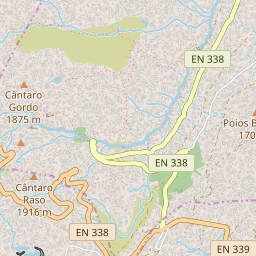 EN 338
Cântaro
Gordo
1875 m
Poios B
170
EN 338
Cântaro
Raso
1916 m
EN 338
EN 339